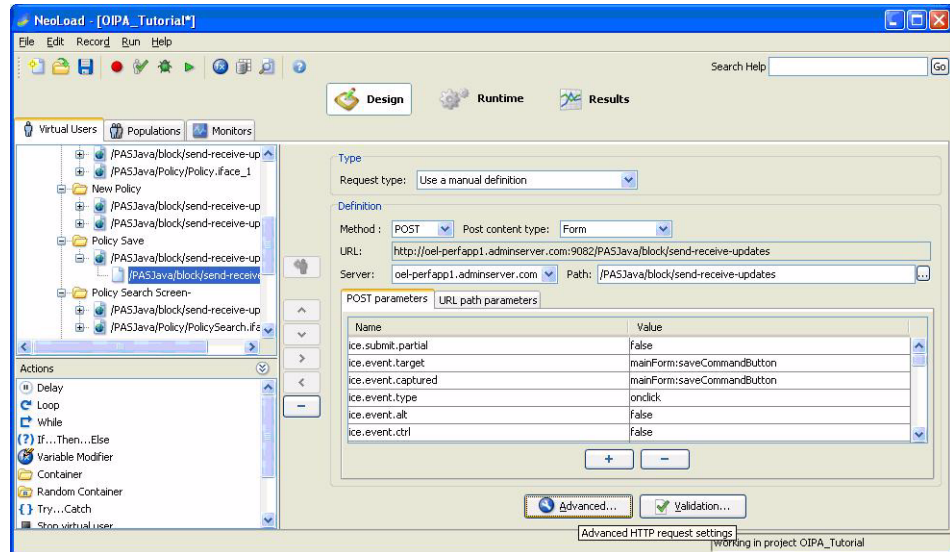 NeoLoad - [OIPA_Tutorial*]
File Edit Record Run Help
Search Help Go
Design Runtime Results
Virtual Users Populations Monitors
/PASJava/block/send-receive-up
/PASJava/Policy/Policy.iface_1
New Policy
/PASJava/block/send-receive-up
/PASJava/block/send-receive-up
Policy Save
/PASJava/block/send-receive-up
/PASJava/block/send-receive
Policy Search Screen-
/PASJava/block/send-receive-up
/PASJava/Policy/PolicySearch.ifa
Actions
Delay
Loop
While
(?) If...Then...Else
Variable Modifier
Container
Random Container
{ } Try...Catch
Stop virtual user
Type
Request type: Use a manual definition
Definition
Method : POST Post content type: Form
URL: http://oel-perfapp1.adminserver.com:9082/PASJava/block/send-receive-updates
Server: oel-perfapp1.adminserver.com Path: /PASJava/block/send-receive-updates ...
POST parameters URL path parameters
Name Value
ice.submit.partial false
ice.event.target mainForm:saveCommandButton
ice.event.captured mainForm:saveCommandButton
ice.event.type onclick
ice.event.alt false
ice.event.ctrl false
+ −
Advanced... Validation...
Advanced HTTP request settings
working in project OIPA_Tutorial